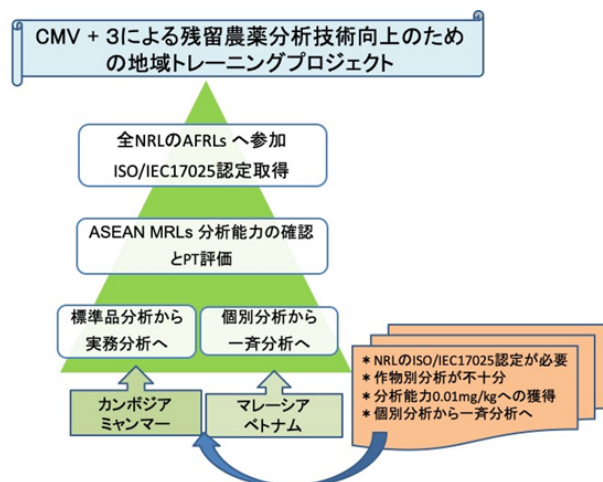 CMV + 3による残留農薬分析技術向上のため
の地域トレーニングプロジェクト
全NRLのAFRLs へ参加
ISO/IEC17025認定取得
ASEAN MRLs 分析能力の確認
とPT評価
標準品分析から
実務分析へ
個別分析から
一斉分析へ
カンボジア
ミャンマー
マレーシア
ベトナム
* NRLのISO/IEC17025認定が必要
* 作物別分析が不十分
* 分析能力0.01mg/kgへの獲得
* 個別分析から一斉分析へ